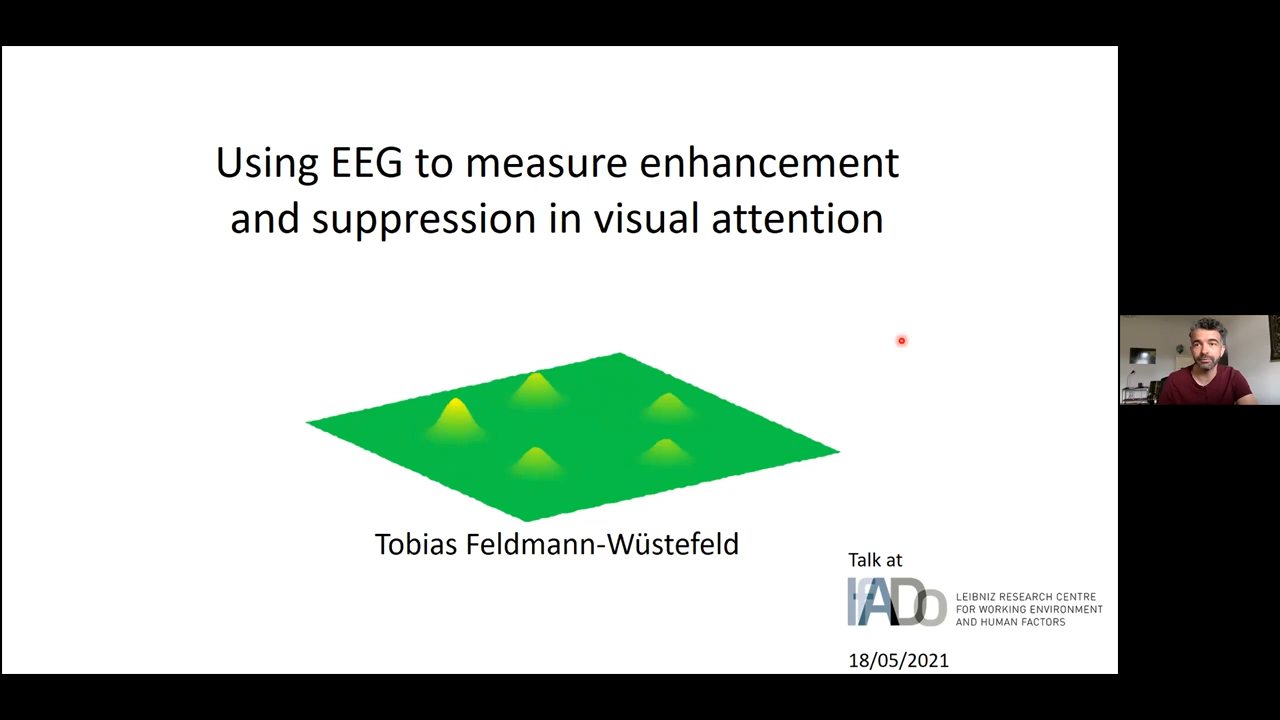 Using EEG to measure enhancement
and suppression in visual attention
Tobias Feldmann-Wüstefeld
Talk at
IfADo
LEIBNIZ RESEARCH CENTRE
FOR WORKING ENVIRONMENT
AND HUMAN FACTORS
18/05/2021